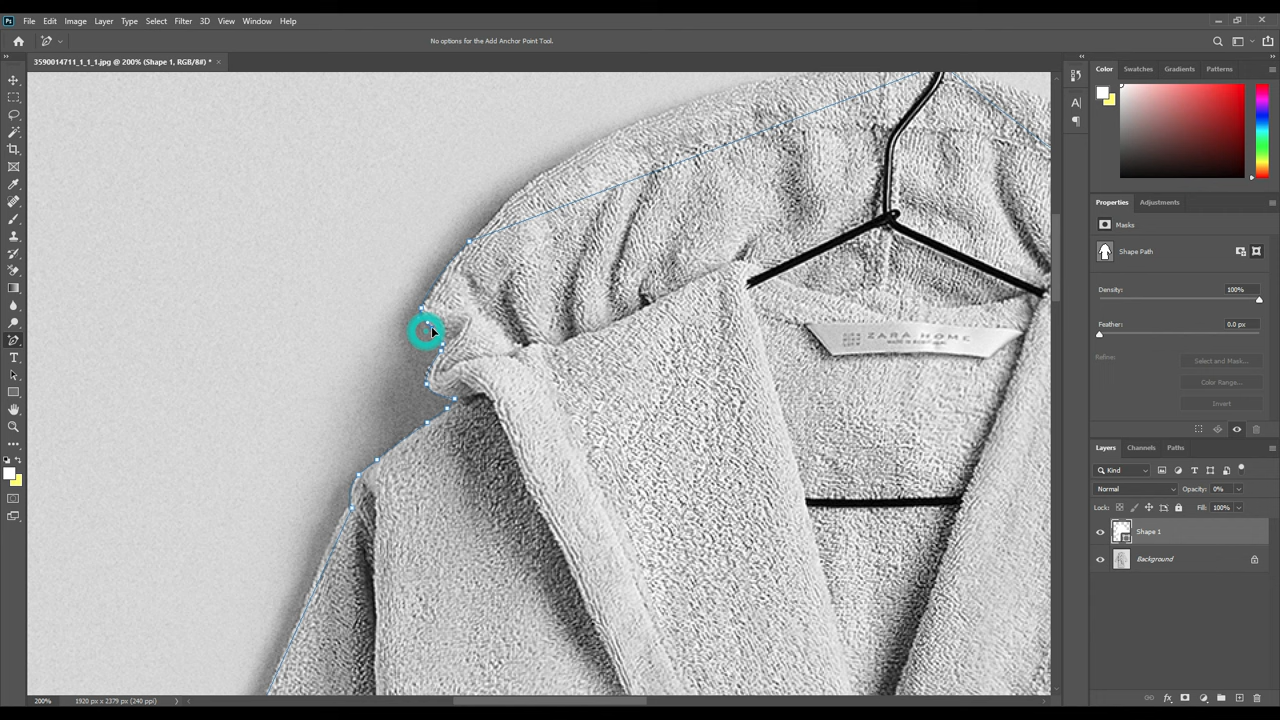 Ps File Edit Image Layer Type Select Filter 3D View Window Help
No options for the Add Anchor Point Tool.
3590014711_1_1_1.jpg @ 200% (Shape 1, RGB/8#) *
Color Swatches Gradients Patterns
Properties Adjustments
Masks
Shape Path
Density: 100%
Feather: 0.0 px
Refine:
Select and Mask...
Color Range...
Invert
Layers Channels Paths
Kind
Normal Opacity: 0%
Lock: Fill: 100%
Shape 1
Background
ZARA HOME
200% 1920 px x 2379 px (240 ppi)